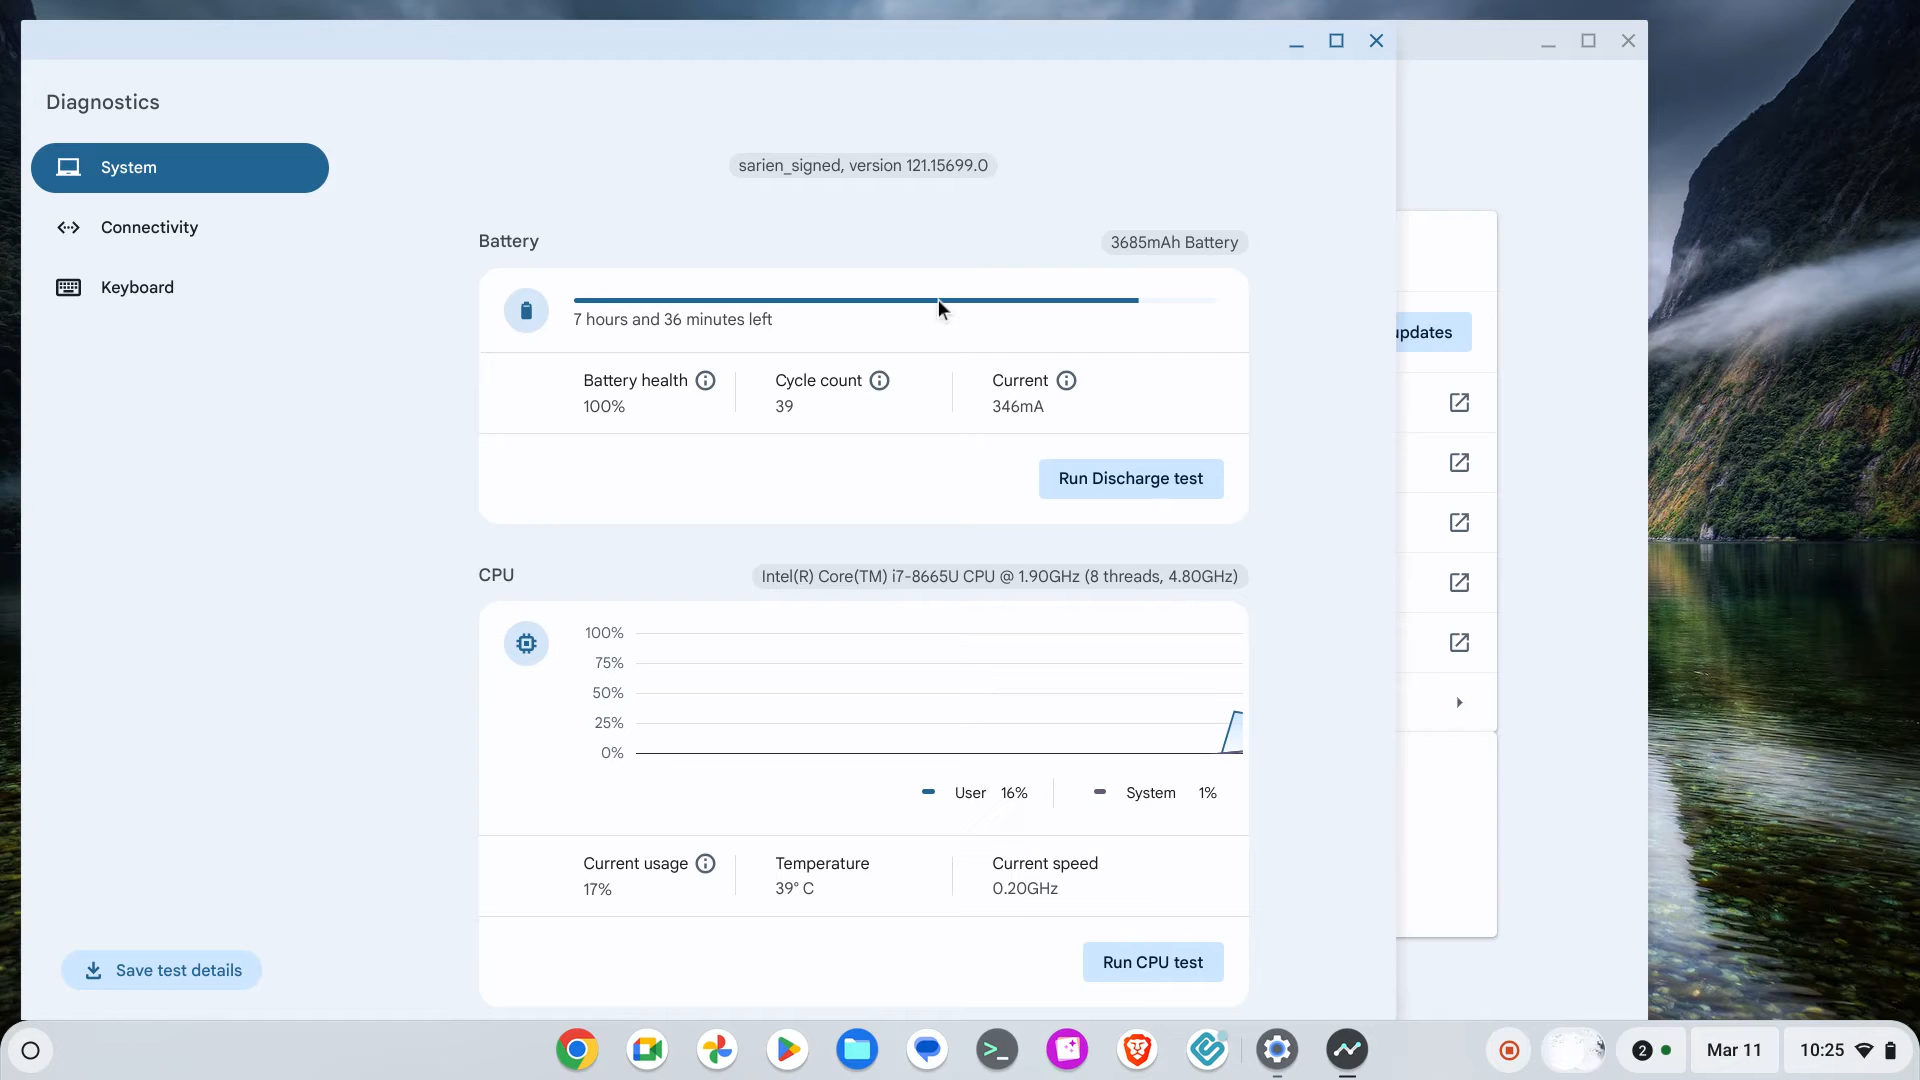 Diagnostics
System
Connectivity
Keyboard
Save test details
sarien_signed, version 121.15699.0
Battery
3685mAh Battery
7 hours and 36 minutes left
Battery health
100%
Cycle count
39
Current
346mA
Run Discharge test
CPU
Intel(R) Core(TM) i7-8665U CPU @ 1.90GHz (8 threads, 4.80GHz)
100%
75%
50%
25%
0%
User 16%
System 1%
Current usage
17%
Temperature
39° C
Current speed
0.20GHz
Run CPU test
updates
2
Mar 11
10:25